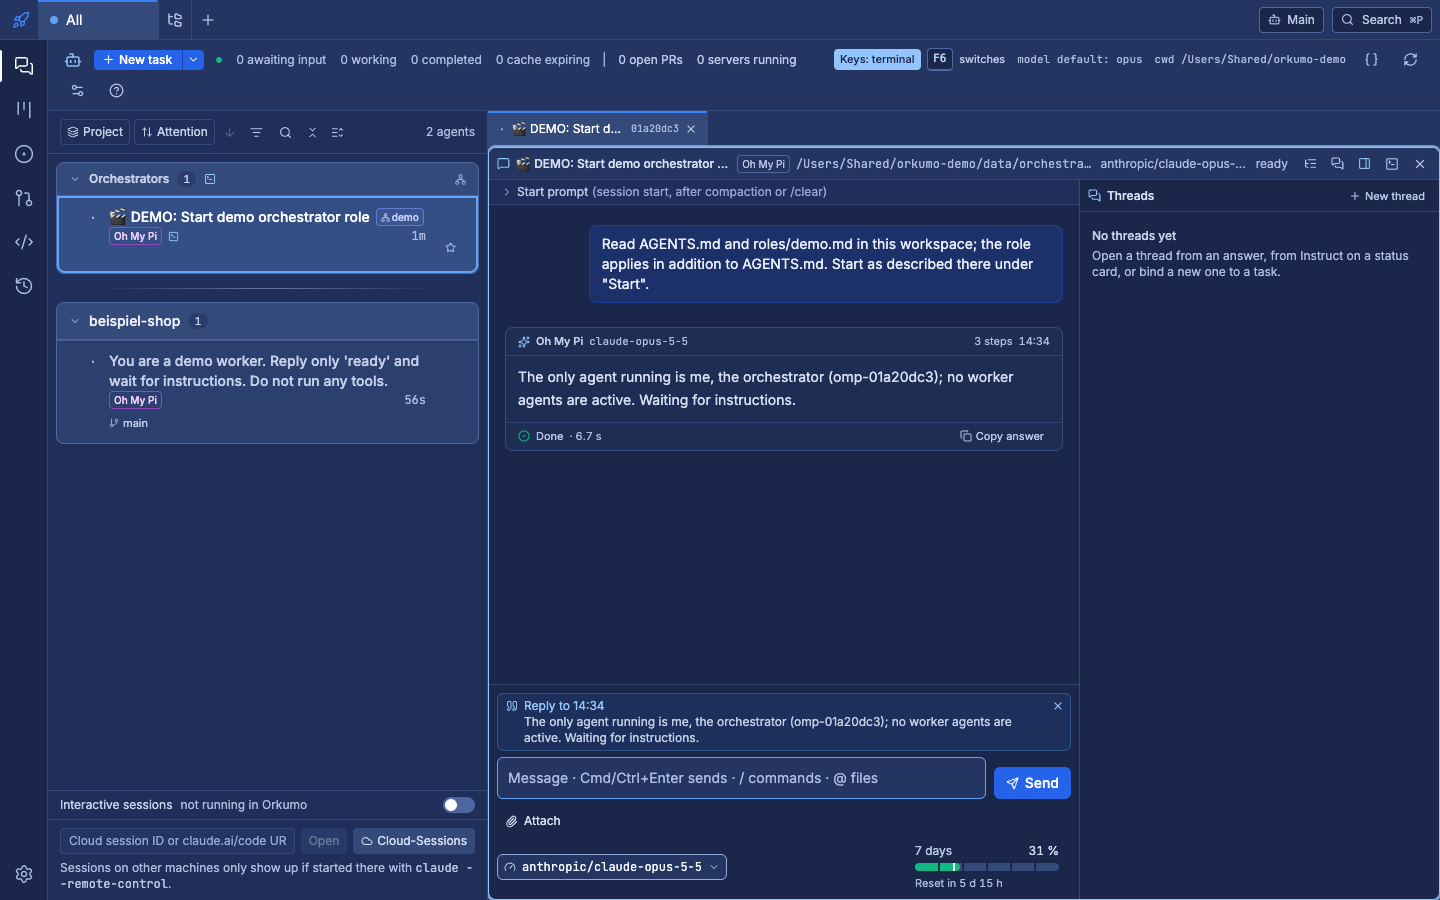 All
Main
Search ⌘P
New task
0 awaiting input 0 working 0 completed 0 cache expiring | 0 open PRs 0 servers running
Keys: terminal F6 switches model default: opus cwd /Users/Shared/orkumo-demo { }
Project Attention 2 agents
Orchestrators 1
🎬 DEMO: Start demo orchestrator role demo
Oh My Pi 1m
beispiel-shop 1
You are a demo worker. Reply only 'ready' and
wait for instructions. Do not run any tools.
Oh My Pi 56s
main
Interactive sessions not running in Orkumo
Cloud session ID or claude.ai/code UR Open Cloud-Sessions
Sessions on other machines only show up if started there with claude -
-remote-control.
🎬 DEMO: Start d... 01a20dc3
🎬 DEMO: Start demo orchestrator ... Oh My Pi /Users/Shared/orkumo-demo/data/orchestra… anthropic/claude-opus-... ready
Start prompt (session start, after compaction or /clear)
Read AGENTS.md and roles/demo.md in this workspace; the role
applies in addition to AGENTS.md. Start as described there under
"Start".
Oh My Pi claude-opus-5-5 3 steps 14:34
The only agent running is me, the orchestrator (omp-01a20dc3); no worker
agents are active. Waiting for instructions.
Done · 6.7 s Copy answer
Reply to 14:34
The only agent running is me, the orchestrator (omp-01a20dc3); no worker agents are
active. Waiting for instructions.
Message · Cmd/Ctrl+Enter sends · / commands · @ files
Send
Attach
anthropic/claude-opus-5-5
7 days 31 %
Reset in 5 d 15 h
Threads New thread
No threads yet
Open a thread from an answer, from Instruct on a status
card, or bind a new one to a task.